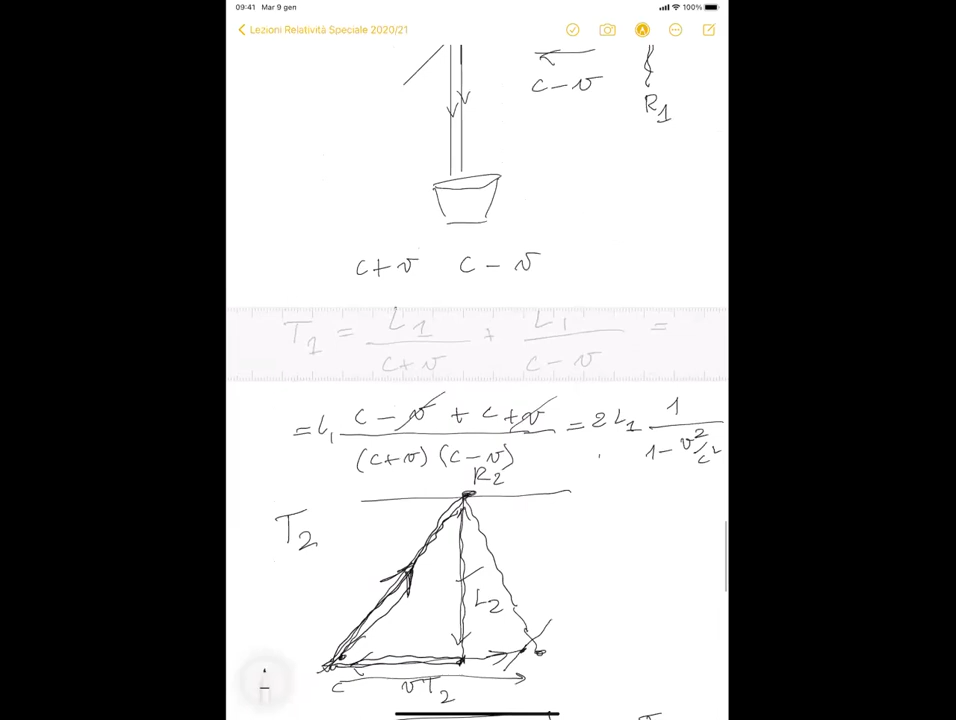 09:41 Mar 9 gen 100%
Lezioni Relatività Speciale 2020/21
c - v
R₁
c+v c - v
T₁ = L₁/(c+v) + L₁/(c-v) =
= L₁ (c - v + c + v)/((c+v)(c-v)) = 2L₁ 1/(1 - v²/c²)
R₂
T₂
L₂
vT₂